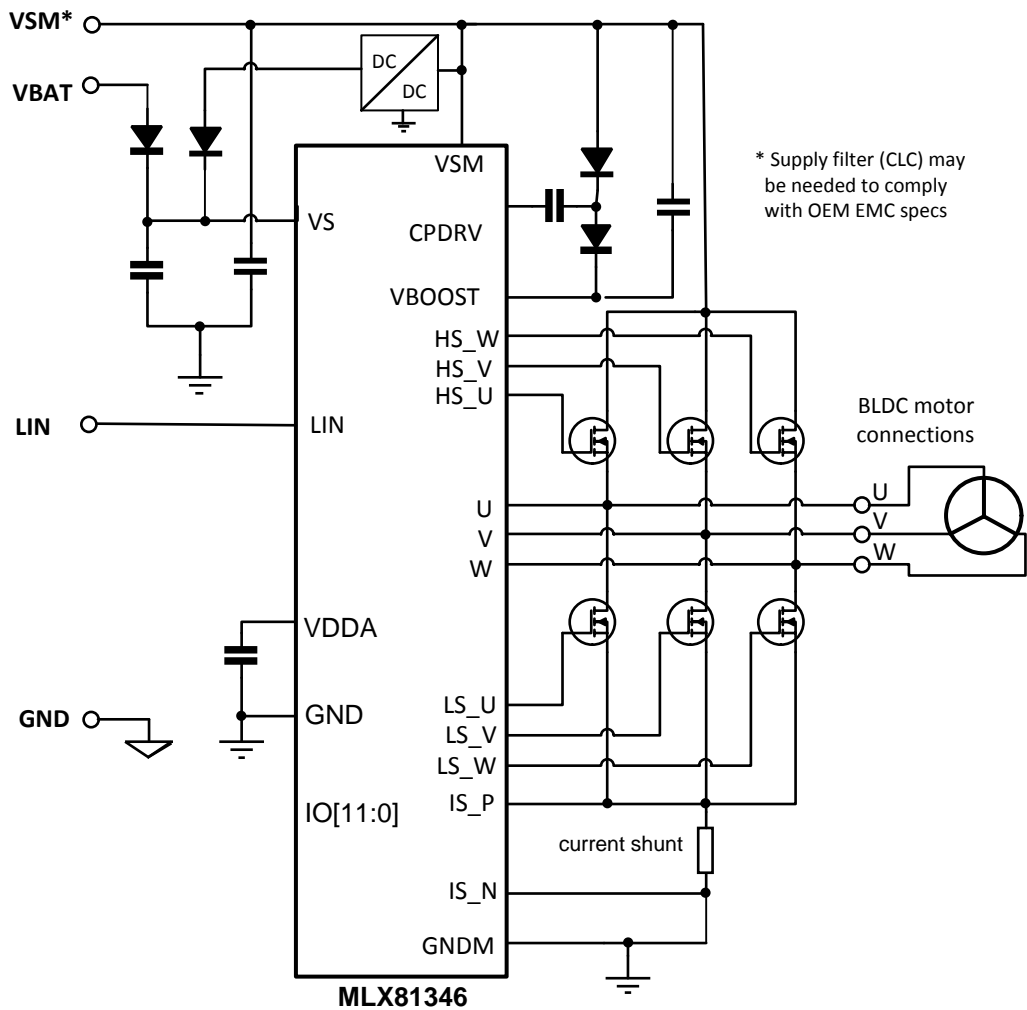 VSM*
VBAT
DC
DC
VSM
* Supply filter (CLC) may
be needed to comply
with OEM EMC specs
VS
CPDRV
VBOOST
HS_W
HS_V
HS_U
LIN
LIN
BLDC motor
connections
U
U
V
V
W
W
VDDA
GND
GND
LS_U
LS_V
LS_W
IS_P
IO[11:0]
current shunt
IS_N
GNDM
MLX81346